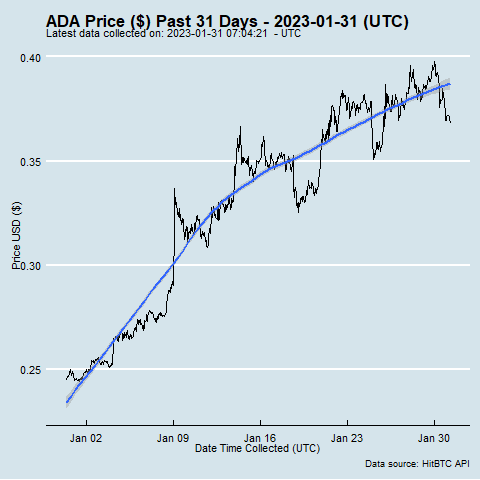 ADA Price ($) Past 31 Days - 2023-01-31 (UTC)
Latest data collected on: 2023-01-31 07:04:21 - UTC
0.40
0.35
0.30
0.25
Price USD ($)
Jan 02 Jan 09 Jan 16 Jan 23 Jan 30
Date Time Collected (UTC)
Data source: HitBTC API